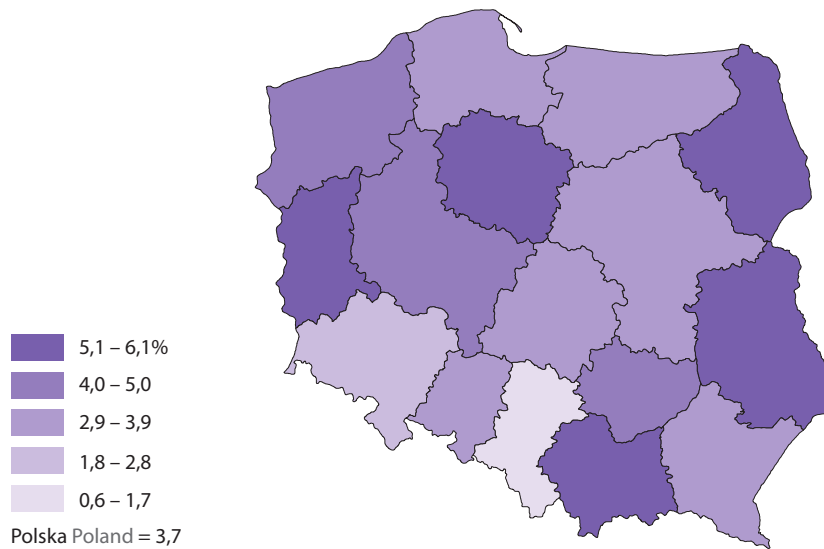 5,1 – 6,1%
4,0 – 5,0
2,9 – 3,9
1,8 – 2,8
0,6 – 1,7
Polska Poland = 3,7